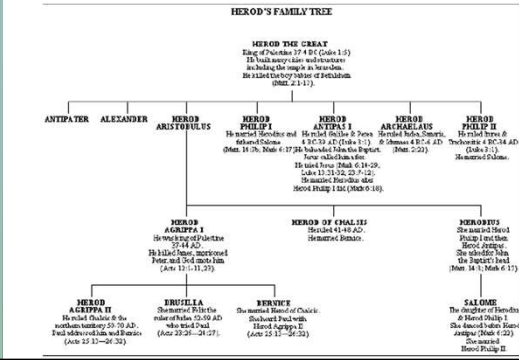 HEROD'S FAMILY TREE
HEROD THE GREAT
King of Palestine 37-4 BC (Luke 1:5)
He built many cities and structures
including the temple in Jerusalem.
He killed the boy babies of Bethlehem
(Matt. 2:1-17).
ANTIPATER
ALEXANDER
HEROD
ARISTOBULUS
HEROD
PHILIP I
He married Herodius and
fathered Salome
(Matt. 14:3b; Mark 6:17)
HEROD
ANTIPAS I
He ruled Galilee & Perea
4 BC-39 AD (Luke 3:1).
He beheaded John the Baptist.
Jesus called him a fox.
He tried Jesus (Mark 6:14-29,
Luke 13:31-32; 23:7-12).
He married Herodius after
Herod Philip I did (Mark 6:18).
HEROD
ARCHAELAUS
He ruled Judea, Samaria,
& Idumea 4 BC-6 AD
(Matt. 2:22).
HEROD
PHILIP II
He ruled Iturea &
Trachonitis 4 BC-34 AD
(Luke 3:1).
He married Salome.
HEROD
AGRIPPA I
He was king of Palestine
37-44 AD.
He killed James, imprisoned
Peter, and God smote him
(Acts 12:1-11, 23).
HEROD OF CHALSIS
He ruled 41-48 AD.
He married Bernice.
HERODIUS
She married Herod
Philip I and then
Herod Antipas.
She asked for John
the Baptist's head
(Matt. 14:3; Mark 6:17)
HEROD
AGRIPPA II
He ruled Chalcis & the
northern territory 50-70 AD.
Paul addressed him and Bernice
(Acts 25:13—26:32).
DRUSILLA
She married Felix the
ruler of Judea 52-59 AD
who tried Paul
(Acts 23:26—24:27).
BERNICE
She married Herod of Chalcis.
She heard Paul with
Herod Agrippa II
(Acts 25:13—26:32)
SALOME
The daughter of Herodius
& Herod Philip I.
She danced before Herod
Antipas (Mark 6:22)
She married
Herod Philip II.